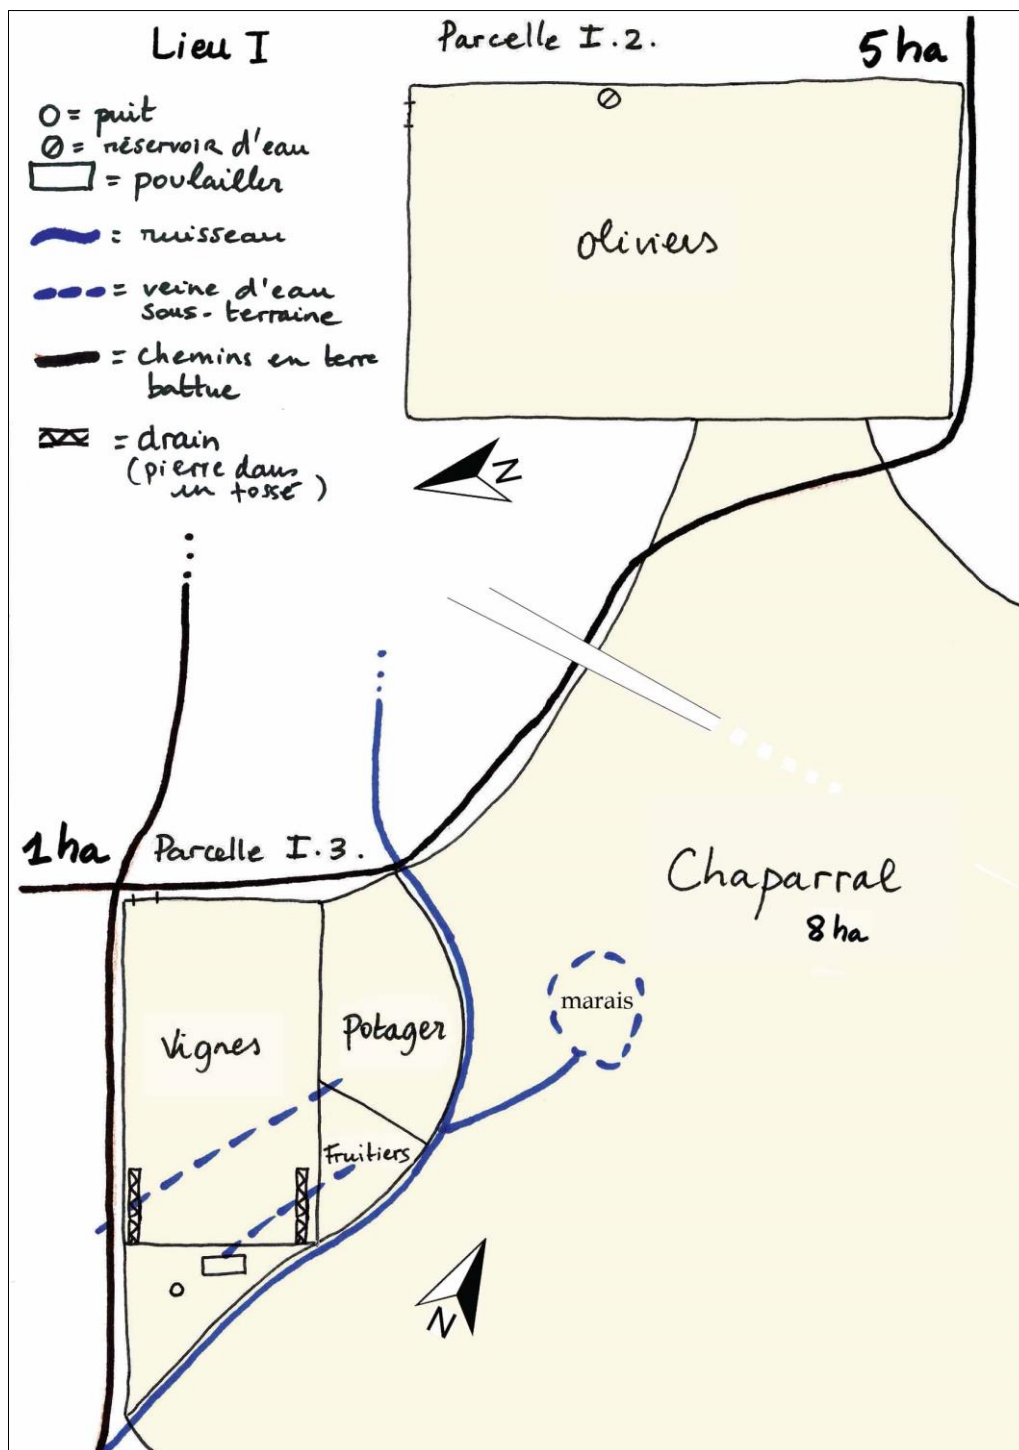 Lieu I
Parcelle I.2.
5 ha
= puit
= réservoir d'eau
= poulailler
= ruisseau
= veine d'eau
sous-terraine
= chemins en terre
battue
= drain
(pierre dans
un fossé)
oliviers
N
1 ha
Parcelle I.3.
Chaparral
8 ha
marais
Vignes
Potager
Fruitiers
N